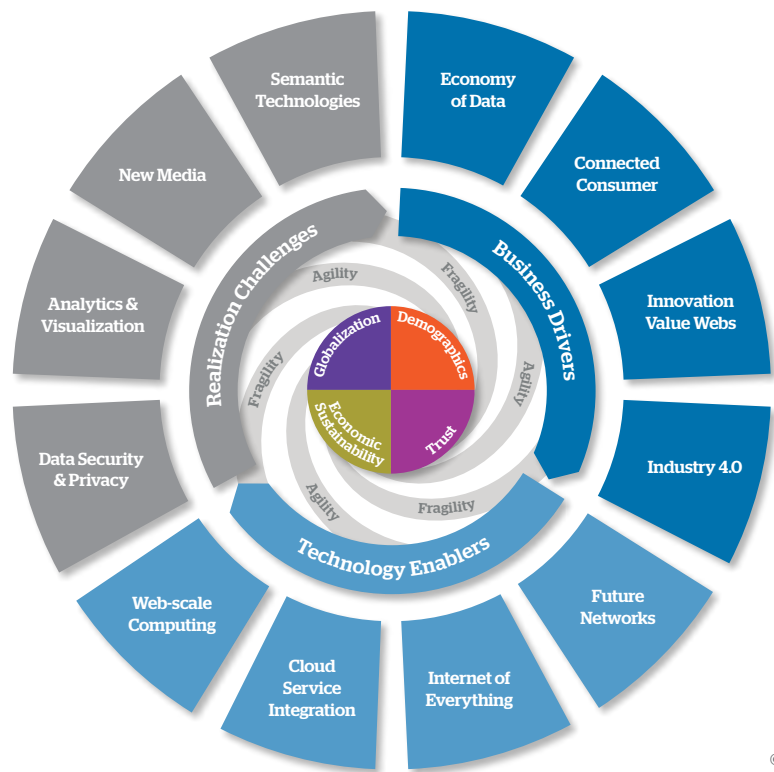 Semantic
Technologies
Economy
of Data
New Media
Connected
Consumer
Analytics &
Visualization
Innovation
Value Webs
Data Security
& Privacy
Industry 4.0
Web-scale
Computing
Future
Networks
Cloud
Service
Integration
Internet of
Everything
Realization Challenges
Business Drivers
Technology Enablers
Agility
Fragility
Fragility
Agility
Agility
Fragility
Globalization
Demographics
Economic
Sustainability
Trust
©